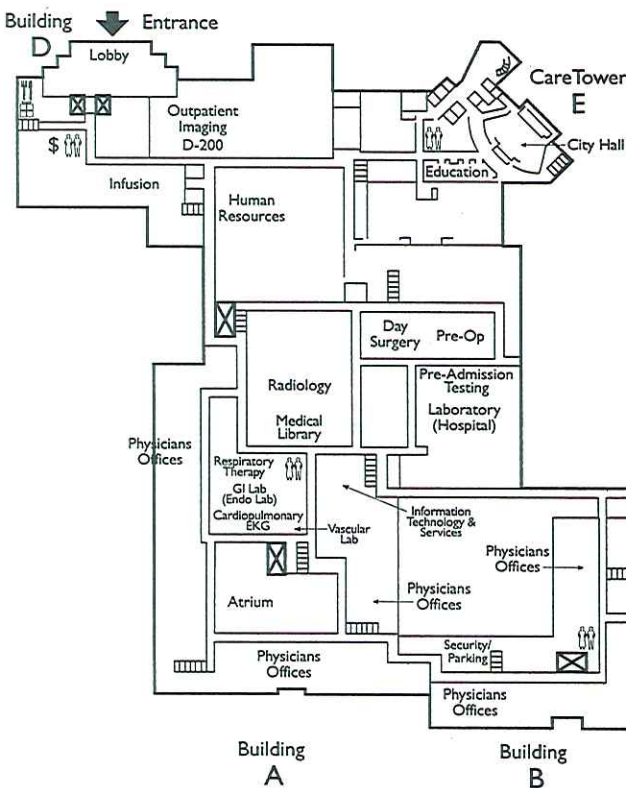 Building
D
Entrance
Lobby
CareTower
E
Outpatient
Imaging
D-200
City Hall
$
Education
Infusion
Human
Resources
Day
Surgery
Pre-Op
Pre-Admission
Testing
Laboratory
(Hospital)
Radiology
Medical
Library
Physicians
Offices
Respiratory
Therapy
GI Lab
(Endo Lab)
Cardiopulmonary
EKG
Vascular
Lab
Information
Technology &
Services
Physicians
Offices
Physicians
Offices
Atrium
Security/
Parking
Physicians
Offices
Physicians
Offices
Building
A
Building
B